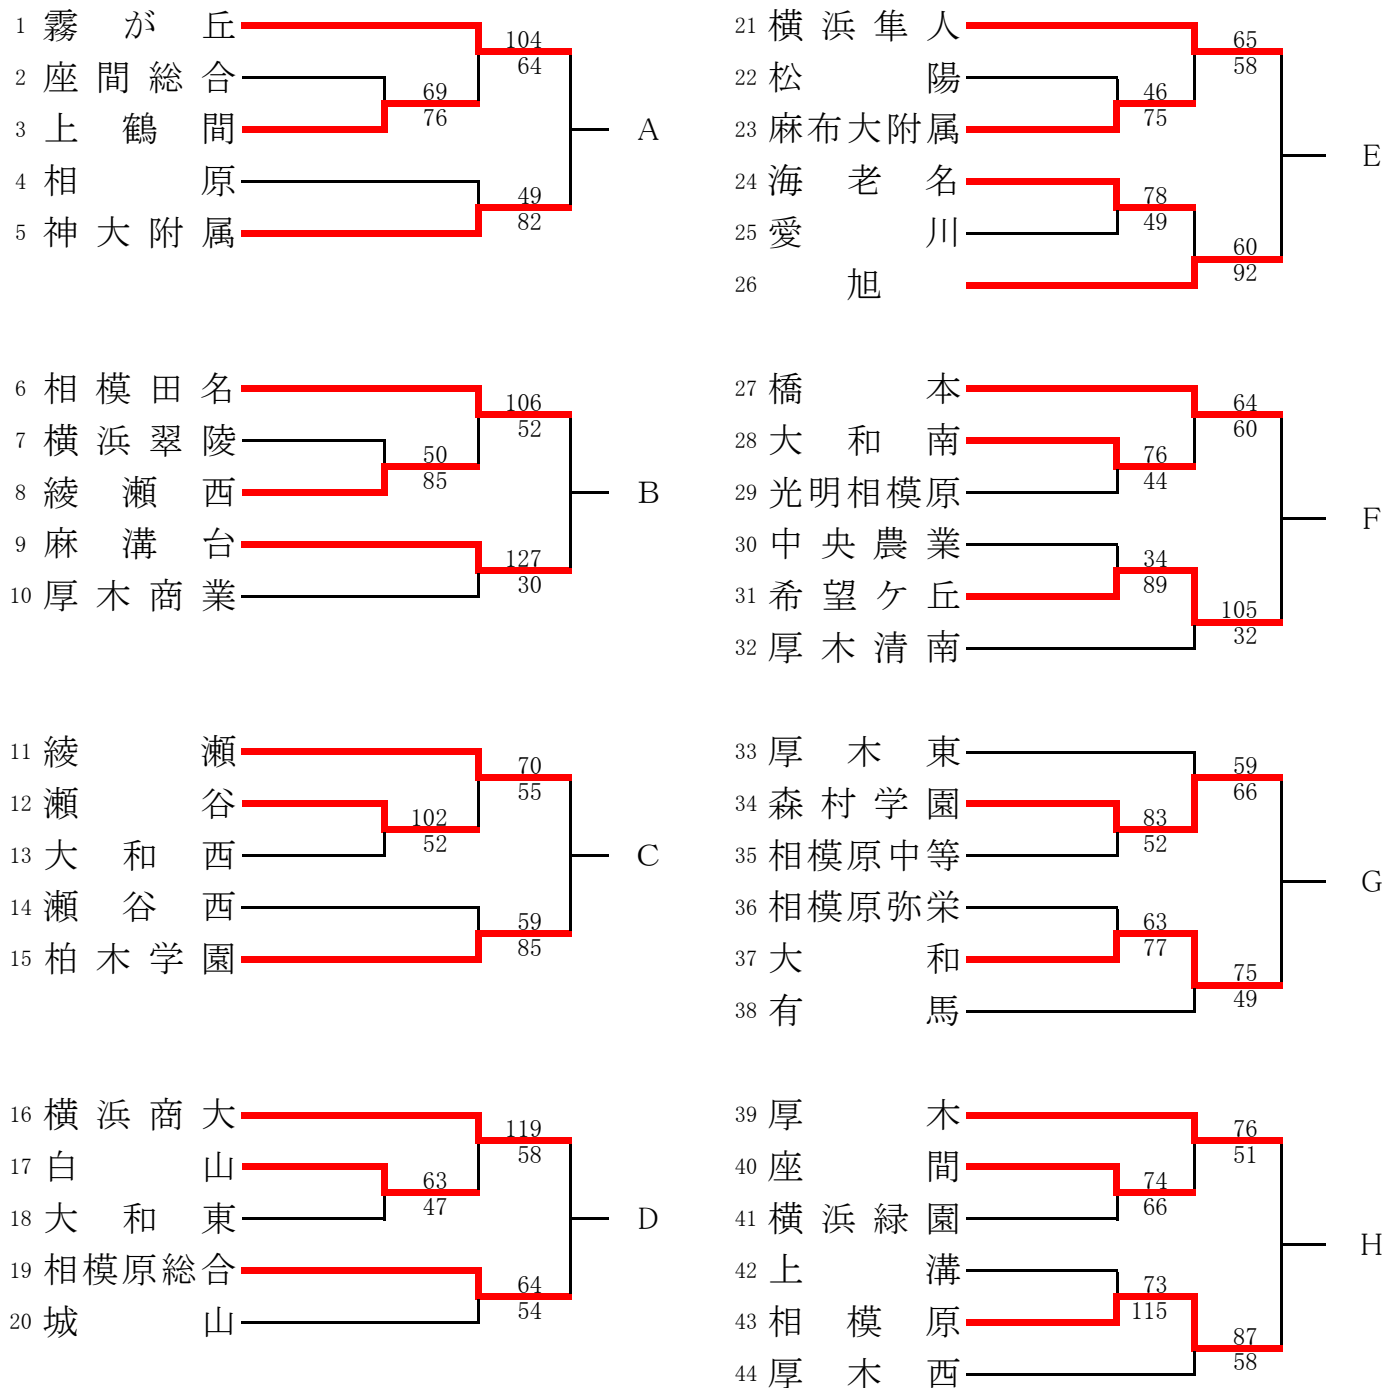 1 霧が丘
104
64
2 座間総合
69
76
3 上鶴間
A
4 相原
49
82
5 神大附属
6 相模田名
106
52
7 横浜翠陵
50
85
8 綾瀬西
B
9 麻溝台
127
30
10 厚木商業
11 綾瀬
70
55
12 瀬谷
102
52
13 大和西
C
14 瀬谷西
59
85
15 柏木学園
16 横浜商大
119
58
17 白山
63
47
18 大和東
D
19 相模原総合
64
54
20 城山
21 横浜隼人
65
58
22 松陽
46
75
23 麻布大附属
E
24 海老名
78
49
25 愛川
60
92
26 旭
27 橋本
64
60
28 大和南
76
44
29 光明相模原
F
30 中央農業
34
89
31 希望ケ丘
105
32
32 厚木清南
33 厚木東
59
66
34 森村学園
83
52
35 相模原中等
G
36 相模原弥栄
63
77
37 大和
75
49
38 有馬
39 厚木
76
51
40 座間
74
66
41 横浜緑園
H
42 上溝
73
115
43 相模原
87
58
44 厚木西